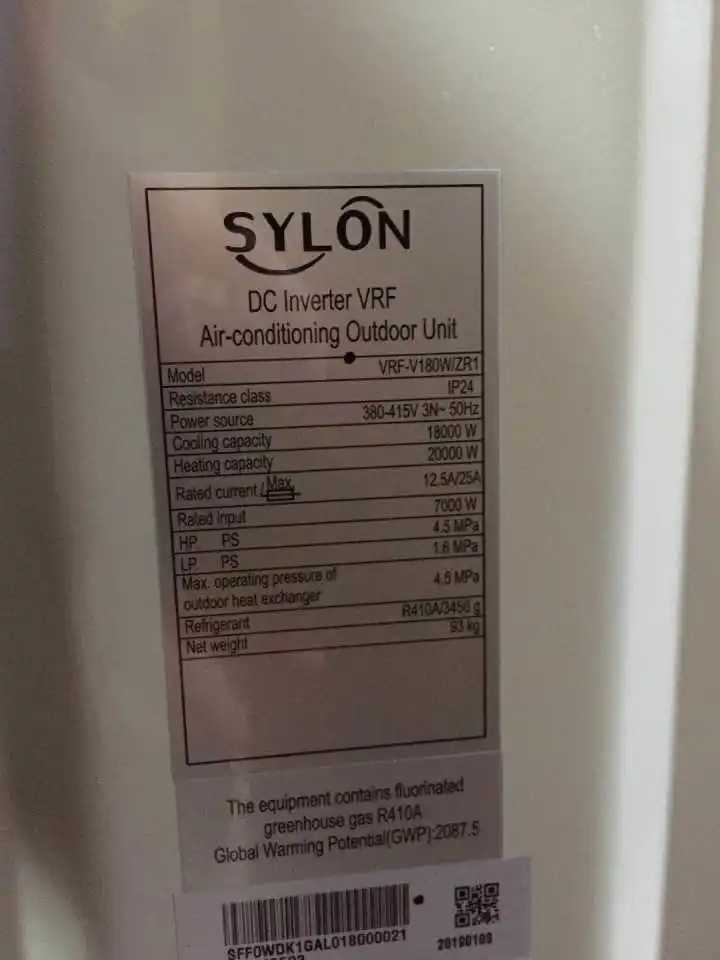 SYLON
DC Inverter VRF
Air-conditioning Outdoor Unit
Model VRF-V180W/ZR1
Resistance class IP24
Power source 380-415V 3N~ 50Hz
Cooling capacity 18000 W
Heating capacity 20000 W
Rated current / Max. 12.5A/25A
Rated input 7000 W
HP. PS 4.5 MPa
LP. PS 1.6 MPa
Max. operating pressure of
outdoor heat exchanger 4.5 MPa
Refrigerant R410A/3450 g
Net weight 93 kg
The equipment contains fluorinated
greenhouse gas R410A
Global Warming Potential(GWP):2087.5
SFF0WDK1GAL018000021